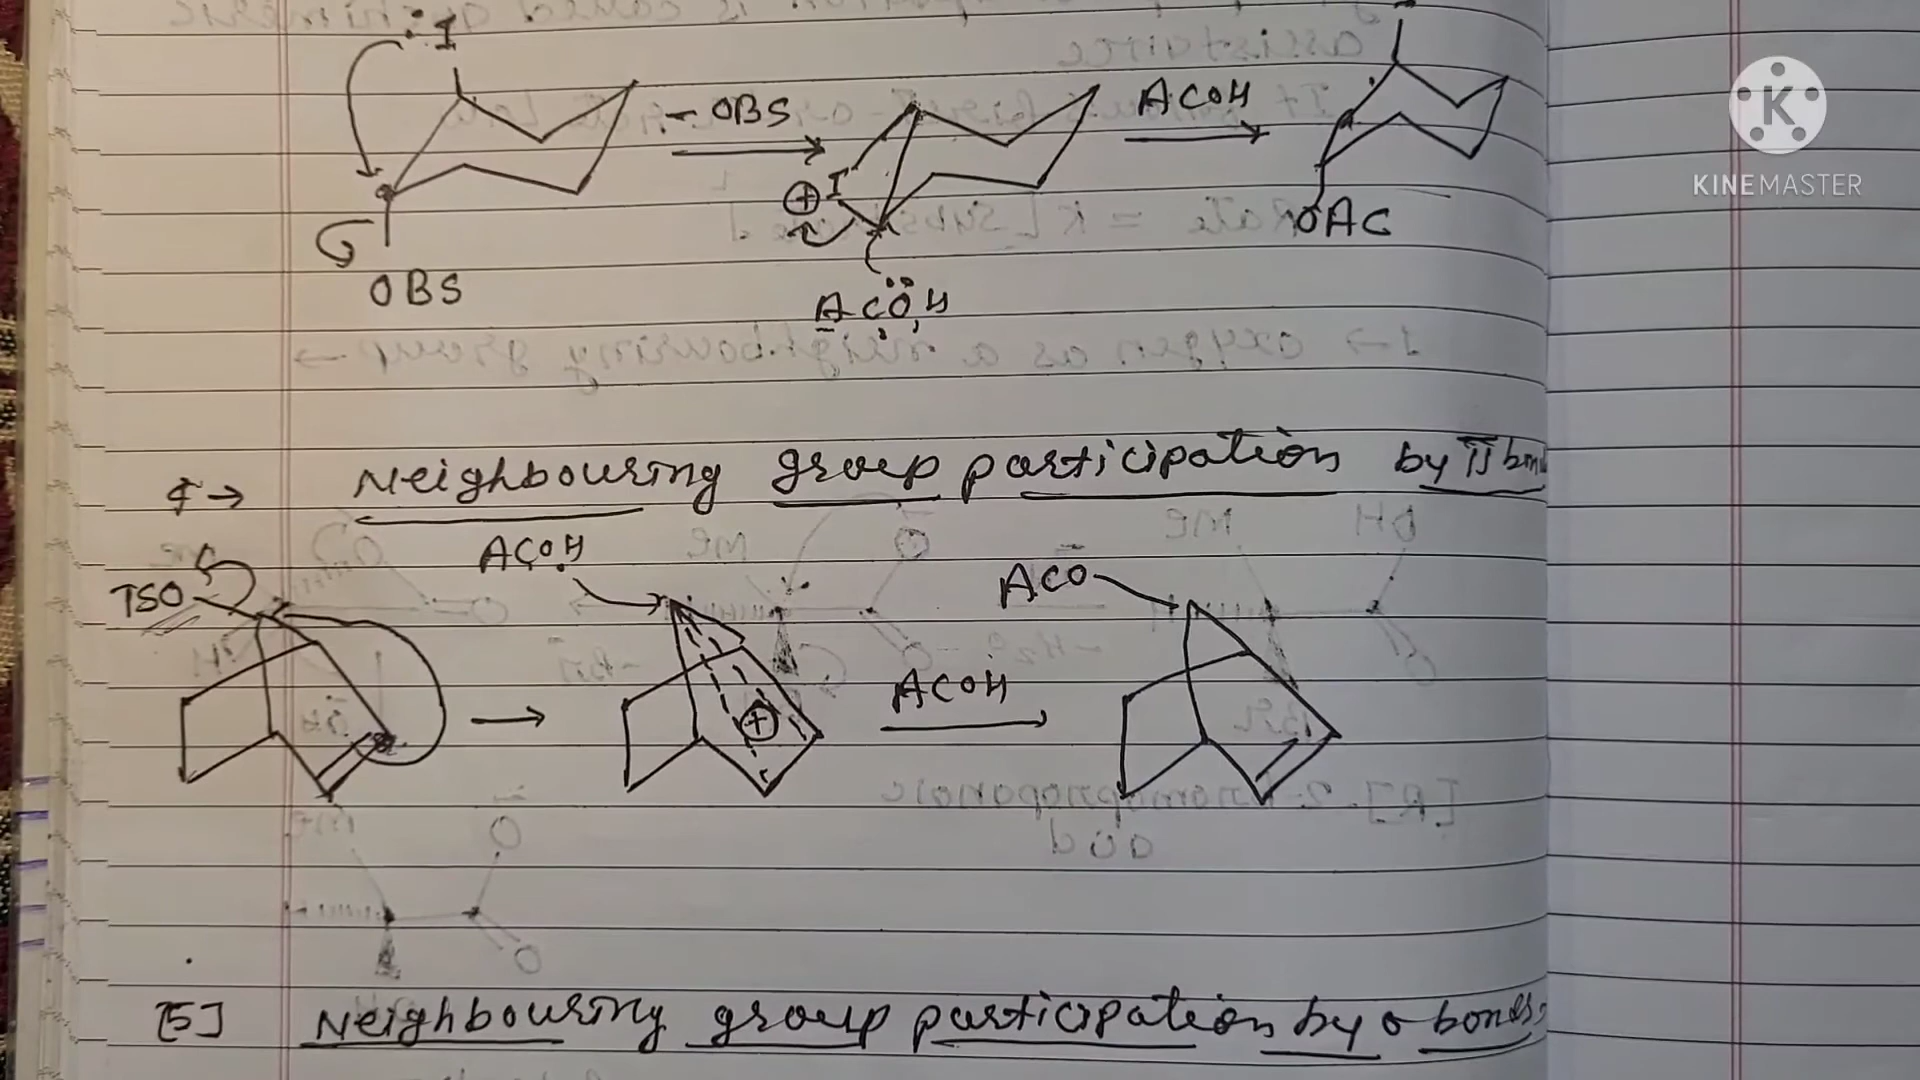 :I
- OBS
ACOH
I
OBS
ACOH
OAC
KINEMASTER
4 → Neighbouring group participation by π bon
ACOH
TSO
ACOH
ACO
[5] Neighbouring group participation by σ bonds